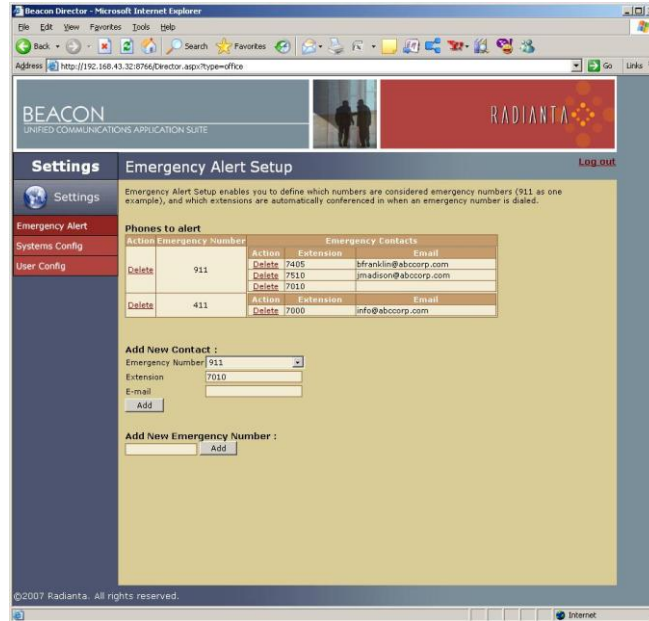 Beacon Director - Microsoft Internet Explorer
File Edit View Favorites Tools Help
Back Search Favorites
Address http://192.168.43.32:8766/Director.aspx?type=office Go Links
BEACON
UNIFIED COMMUNICATIONS APPLICATION SUITE
RADIANTA
Settings
Emergency Alert Setup
Log out
Settings
Emergency Alert Setup enables you to define which numbers are considered emergency numbers (911 as one
example), and which extensions are automatically conferenced in when an emergency number is dialed.
Emergency Alert
Systems Config
User Config
Phones to alert
Action Emergency Number Emergency Contacts
Action Extension Email
Delete 911
Delete 7405 bfranklin@abccorp.com
Delete 7510 jmadison@abccorp.com
Delete 7010
Action Extension Email
Delete 411
Delete 7000 info@abccorp.com
Add New Contact :
Emergency Number 911
Extension 7010
E-mail
Add
Add New Emergency Number :
Add
©2007 Radianta. All rights reserved.
Internet